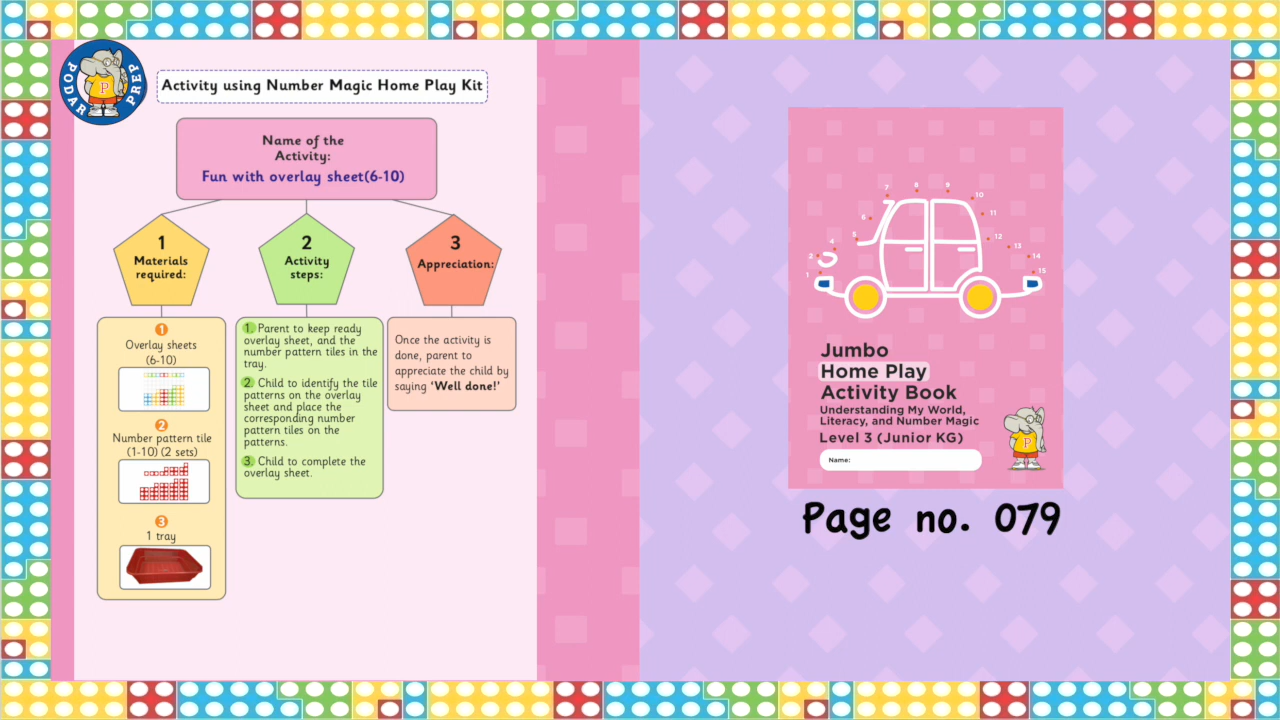 PODAR PREP
P
Activity using Number Magic Home Play Kit
Name of the
Activity:
Fun with overlay sheet(6-10)
1
Materials
required:
2
Activity
steps:
3
Appreciation:
1
Overlay sheets
(6-10)
2
Number pattern tile
(1-10) (2 sets)
3
1 tray
1. Parent to keep ready
overlay sheet, and the
number pattern tiles in the
tray.
2. Child to identify the tile
patterns on the overlay
sheet and place the
corresponding number
pattern tiles on the
patterns.
3. Child to complete the
overlay sheet.
Once the activity is
done, parent to
appreciate the child by
saying ‘Well done!’
1
2
4
5
6
7
8
9
10
11
12
13
14
15
Jumbo
Home Play
Activity Book
Understanding My World,
Literacy, and Number Magic
Level 3 (Junior KG)
Name:
P
Page no. 079